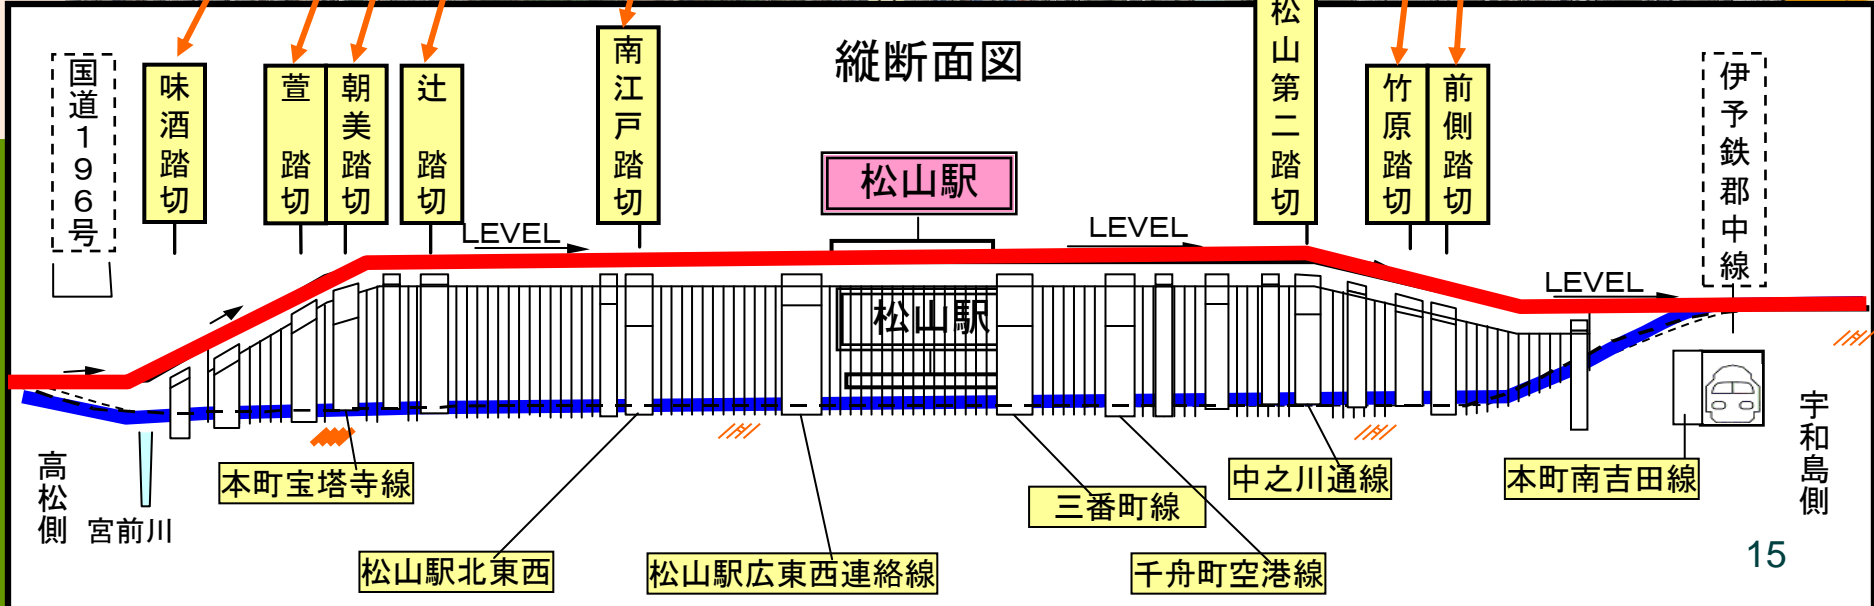 縦断面図
国道196号
味酒踏切
萱踏切
朝美踏切
辻踏切
南江戸踏切
松山第二踏切
竹原踏切
前側踏切
伊予鉄郡中線
松山駅
LEVEL
LEVEL
LEVEL
松山駅
高松側
宮前川
本町宝塔寺線
松山駅北東西
松山駅広東西連絡線
三番町線
千舟町空港線
中之川通線
本町南吉田線
宇和島側
15